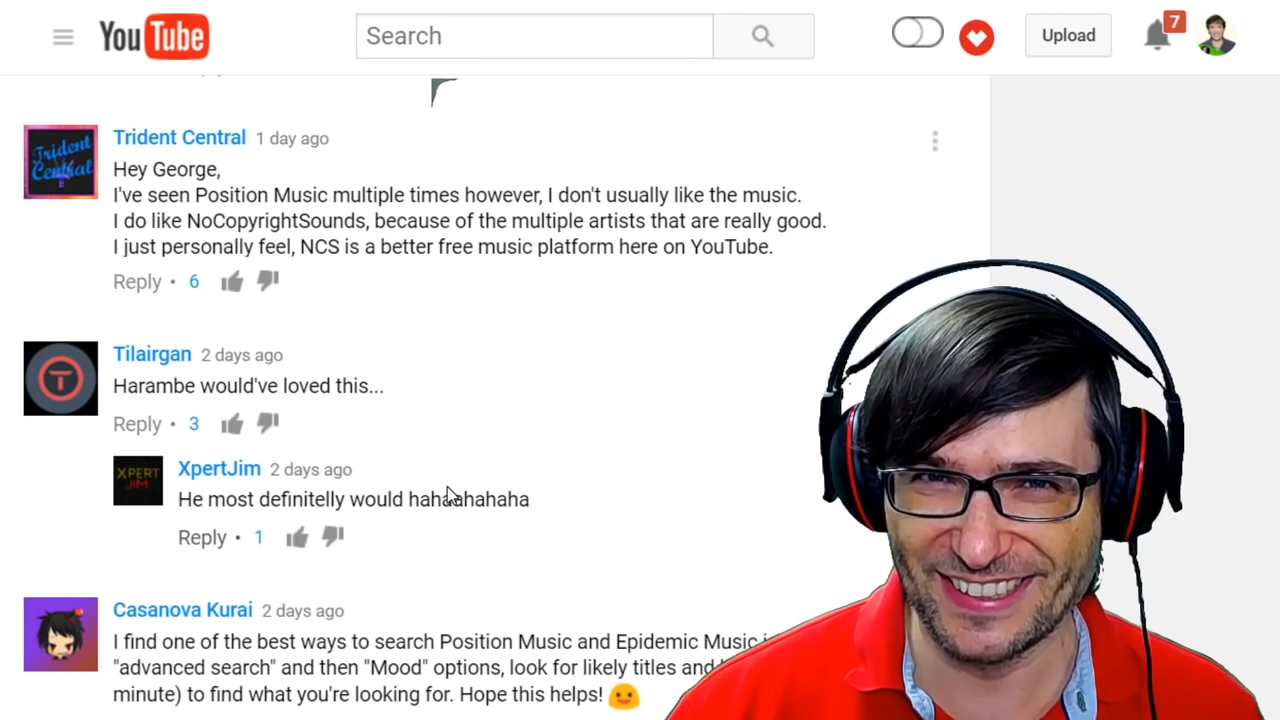 YouTube
Search
Upload
7
Trident Central
Trident Central 1 day ago
Hey George,
I've seen Position Music multiple times however, I don't usually like the music.
I do like NoCopyrightSounds, because of the multiple artists that are really good.
I just personally feel, NCS is a better free music platform here on YouTube.
Reply • 6
T
Tilairgan 2 days ago
Harambe would've loved this...
Reply • 3
XPERT
JIM
XpertJim 2 days ago
He most definitelly would hahaahahaha
Reply • 1
Casanova Kurai 2 days ago
I find one of the best ways to search Position Music and Epidemic Music
"advanced search" and then "Mood" options, look for likely titles and
minute) to find what you're looking for. Hope this helps!